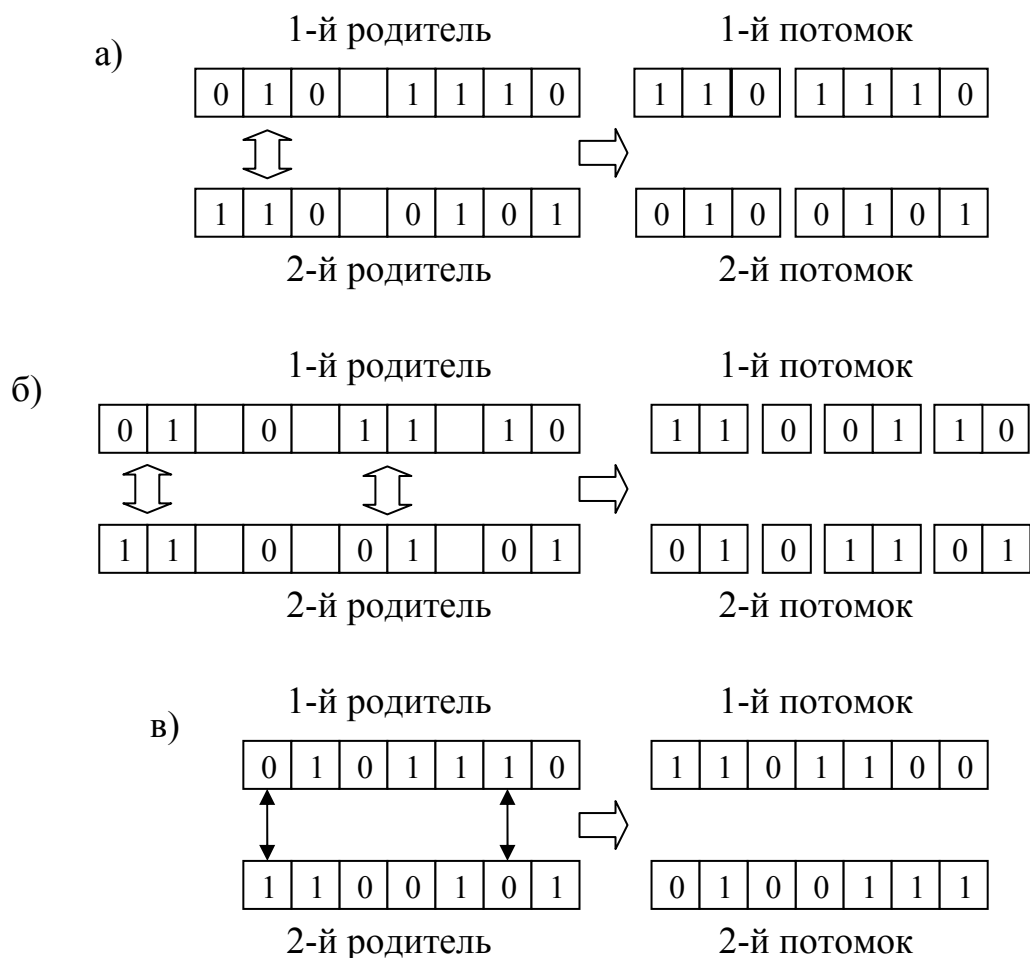 1-й родитель 1-й потомок
а)
0 1 0 1 1 1 0 1 1 0 1 1 1 0
1 1 0 0 1 0 1 0 1 0 0 1 0 1
2-й родитель 2-й потомок
1-й родитель 1-й потомок
б)
0 1 0 1 1 1 0 1 1 0 0 1 1 0
1 1 0 0 1 0 1 0 1 0 1 1 0 1
2-й родитель 2-й потомок
1-й родитель 1-й потомок
в)
0 1 0 1 1 1 0 1 1 0 1 1 0 0
1 1 0 0 1 0 1 0 1 0 0 1 1 1
2-й родитель 2-й потомок